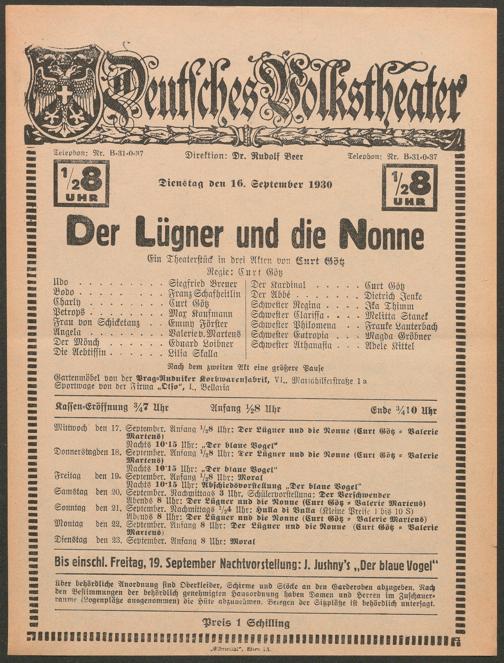 Deutsches Volkstheater
Telephon: Nr. B-31-0-37 Direktion: Dr. Rudolf Beer Telephon: Nr. B-31-0-37
1/2 8 UHR Dienstag den 16. September 1930 1/2 8 UHR
Der Lügner und die Nonne
Ein Theaterstück in drei Akten von Curt Götz
Regie: Curt Götz
Udo . . . . . . . . . . Siegfried Breuer
Bobo . . . . . . . . . Franz Schafheitlin
Charly . . . . . . . . . Curt Götz
Petrops . . . . . . . . Max Kaufmann
Frau von Schicketanz . . . . . Emmy Förster
Angela . . . . . . . . . Valerie v. Martens
Der Mönch . . . . . . . Eduard Loibner
Die Aebtissin . . . . . . . Lilia Skalla
Der Kardinal . . . . . . Curt Götz
Der Abbé . . . . . . . Dietrich Jenke
Schwester Regina . . . . . Ika Thimm
Schwester Clarissa . . . . . Melitta Stanek
Schwester Philomena . . . . Franke Lauterbach
Schwester Eutropia . . . . . Magda Gröbner
Schwester Athanasia . . . . Adele Kittel
Nach dem zweiten Akt eine größere Pause
Gartenmöbel von der Prag-Rudniker Korbwarenfabrik, VI., Mariahilferstraße 1 a
Sportwoge von der Firma „Otjo“, I., Bellaria
Kassen-Eröffnung 3/4 7 Uhr Anfang 1/2 8 Uhr Ende 3/4 10 Uhr
Mittwoch den 17. September. Anfang 1/2 8 Uhr: Der Lügner und die Nonne (Curt Götz = Valerie
Martens)
Nachts 10·15 Uhr: „Der blaue Vogel“
Donnerstag den 18. September. Anfang 1/2 8 Uhr: Der Lügner und die Nonne (Curt Götz = Valerie
Martens)
Nachts 10·15 Uhr: „Der blaue Vogel“
Freitag den 19. September. Anfang 1/2 8 Uhr: Moral
Nachts 10·15 Uhr: Abschiedsvorstellung „Der blaue Vogel“
Samstag den 20. September. Nachmittags 3 Uhr, Schülervorstellung: Der Verschwender
Abends 8 Uhr: Der Lügner und die Nonne (Curt Götz = Valerie Martens)
Sonntag den 21. September. Nachmittags 1/2 4 Uhr: Hulla di Bulla (Kleine Preise 1 bis 10 S)
Abends 8 Uhr: Der Lügner und die Nonne (Curt Götz = Valerie Martens)
Montag den 22. September. Anfang 8 Uhr: Der Lügner und die Nonne (Curt Götz =
Valerie Martens)
Dienstag den 23. September. Anfang 8 Uhr: Moral
Bis einschl. Freitag, 19. September Nachtvorstellung: J. Jushny's „Der blaue Vogel“
Über behördliche Anordnung sind Oberkleider, Schirme und Stöcke an den Garderoben abzugeben. Nach
den Bestimmungen der behördlich genehmigten Hausordnung haben Damen und Herren im Zuschauer-
raume (Logenplätze ausgenommen) die Hüte abzunehmen. Belegen der Sitzplätze ist behördlich untersagt.
Preis 1 Schilling
Wien